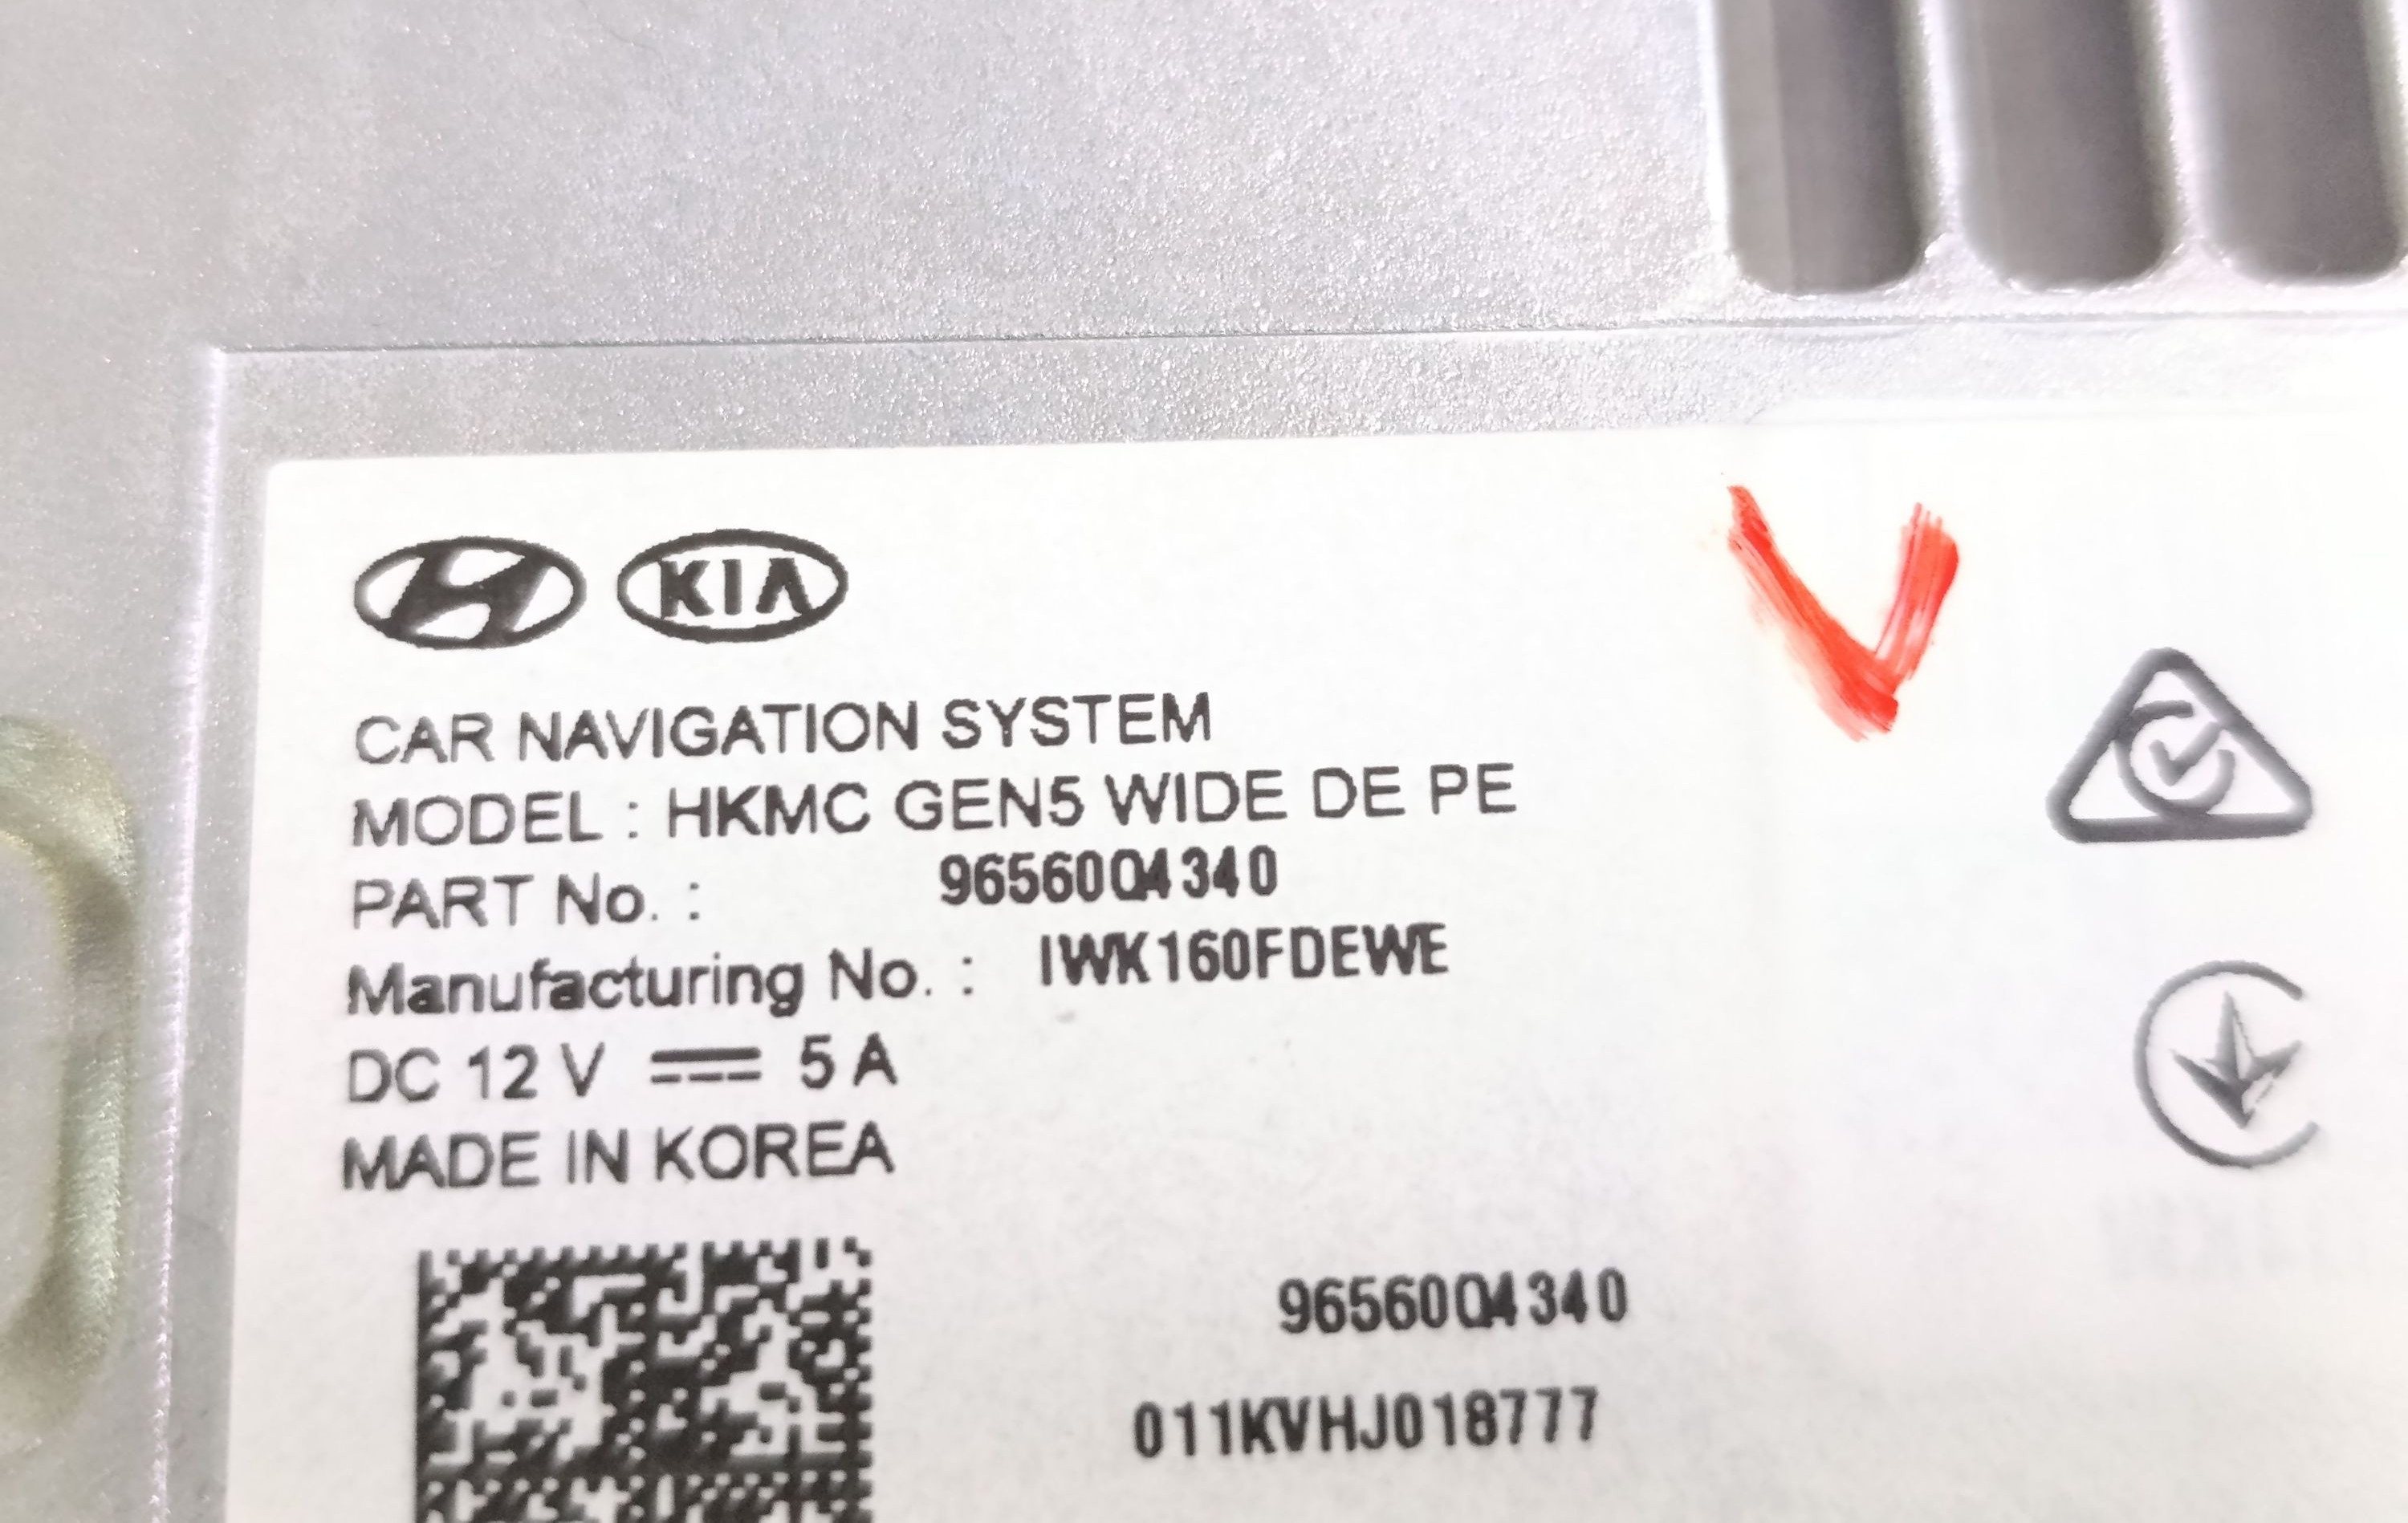 KIA
CAR NAVIGATION SYSTEM
MODEL : HKMC GEN5 WIDE DE PE
PART No. : 96560Q4340
Manufacturing No. : IWK160FDEWE
DC 12 V ⎓ 5 A
MADE IN KOREA
96560Q4340
011KVHJ018777